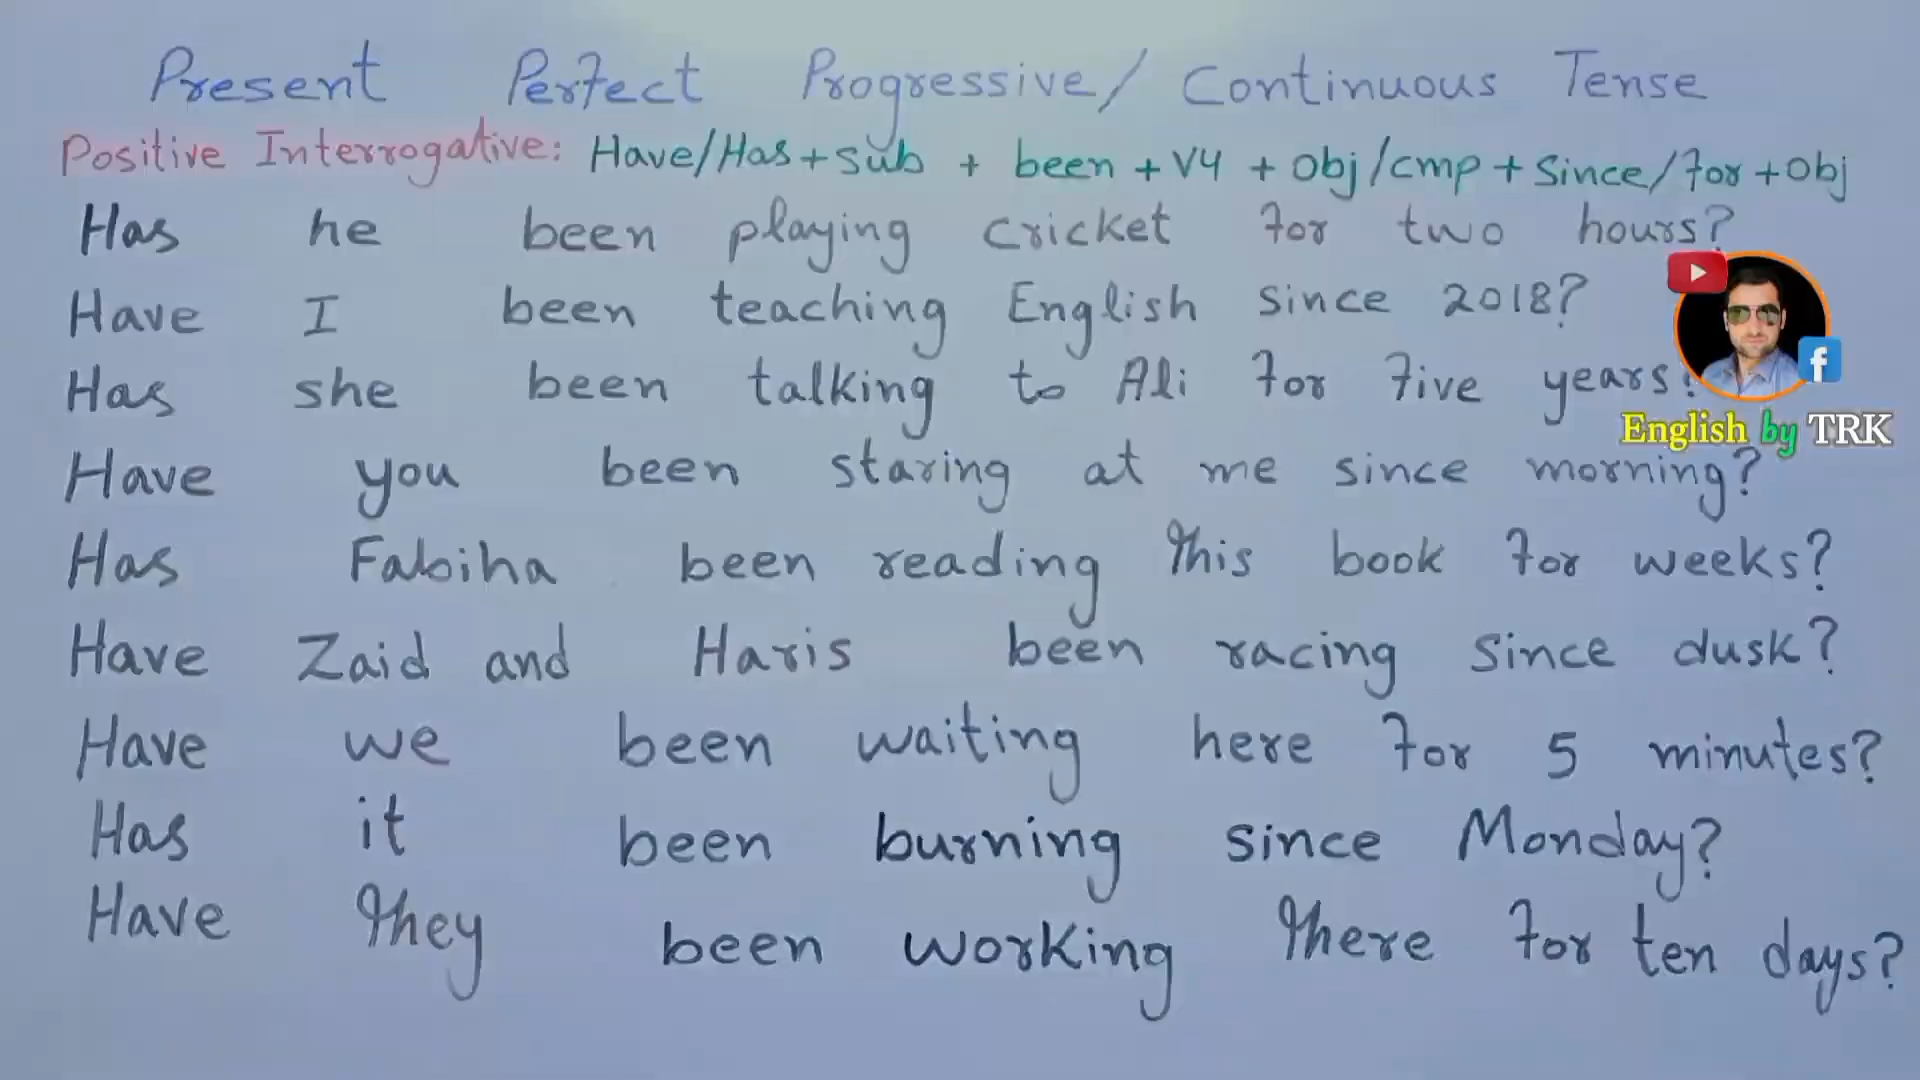 Present Perfect Progressive/ Continuous Tense
Positive Interrogative: Have/Has + Sub + been + V4 + Obj/cmp + Since/for + Obj
Has he been playing cricket for two hours?
Have I been teaching English since 2018?
Has she been talking to Ali for five years?
English by TRK
Have you been staring at me since morning?
Has Fabiha been reading this book for weeks?
Have Zaid and Haris been racing since dusk?
Have we been waiting here for 5 minutes?
Has it been burning since Monday?
Have they been working there for ten days?